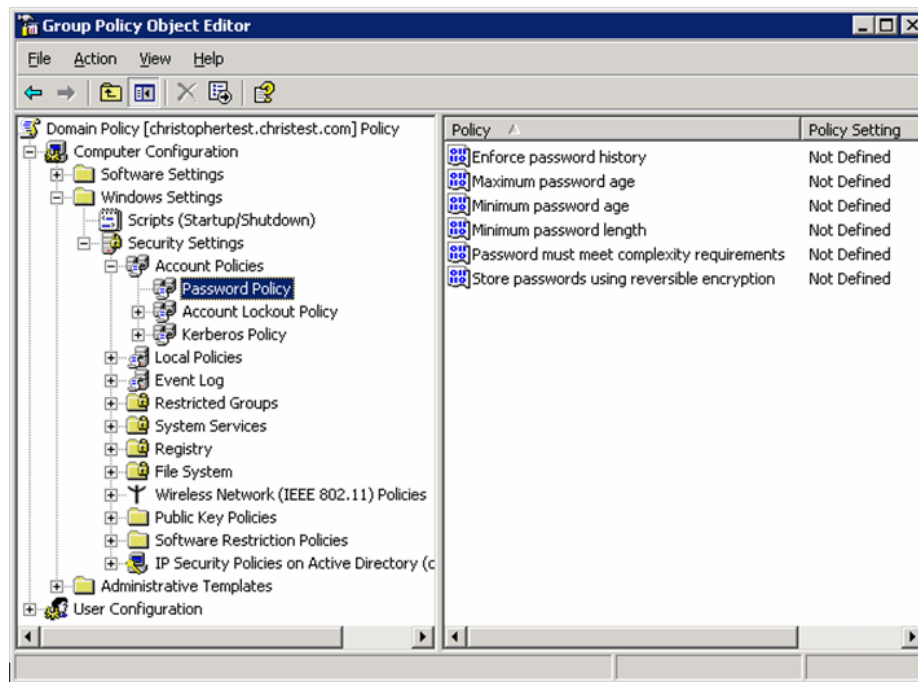 Group Policy Object Editor
File Action View Help
Domain Policy [christophertest.christest.com] Policy
Computer Configuration
Software Settings
Windows Settings
Scripts (Startup/Shutdown)
Security Settings
Account Policies
Password Policy
Account Lockout Policy
Kerberos Policy
Local Policies
Event Log
Restricted Groups
System Services
Registry
File System
Wireless Network (IEEE 802.11) Policies
Public Key Policies
Software Restriction Policies
IP Security Policies on Active Directory (c
Administrative Templates
User Configuration
Policy Policy Setting
Enforce password history Not Defined
Maximum password age Not Defined
Minimum password age Not Defined
Minimum password length Not Defined
Password must meet complexity requirements Not Defined
Store passwords using reversible encryption Not Defined